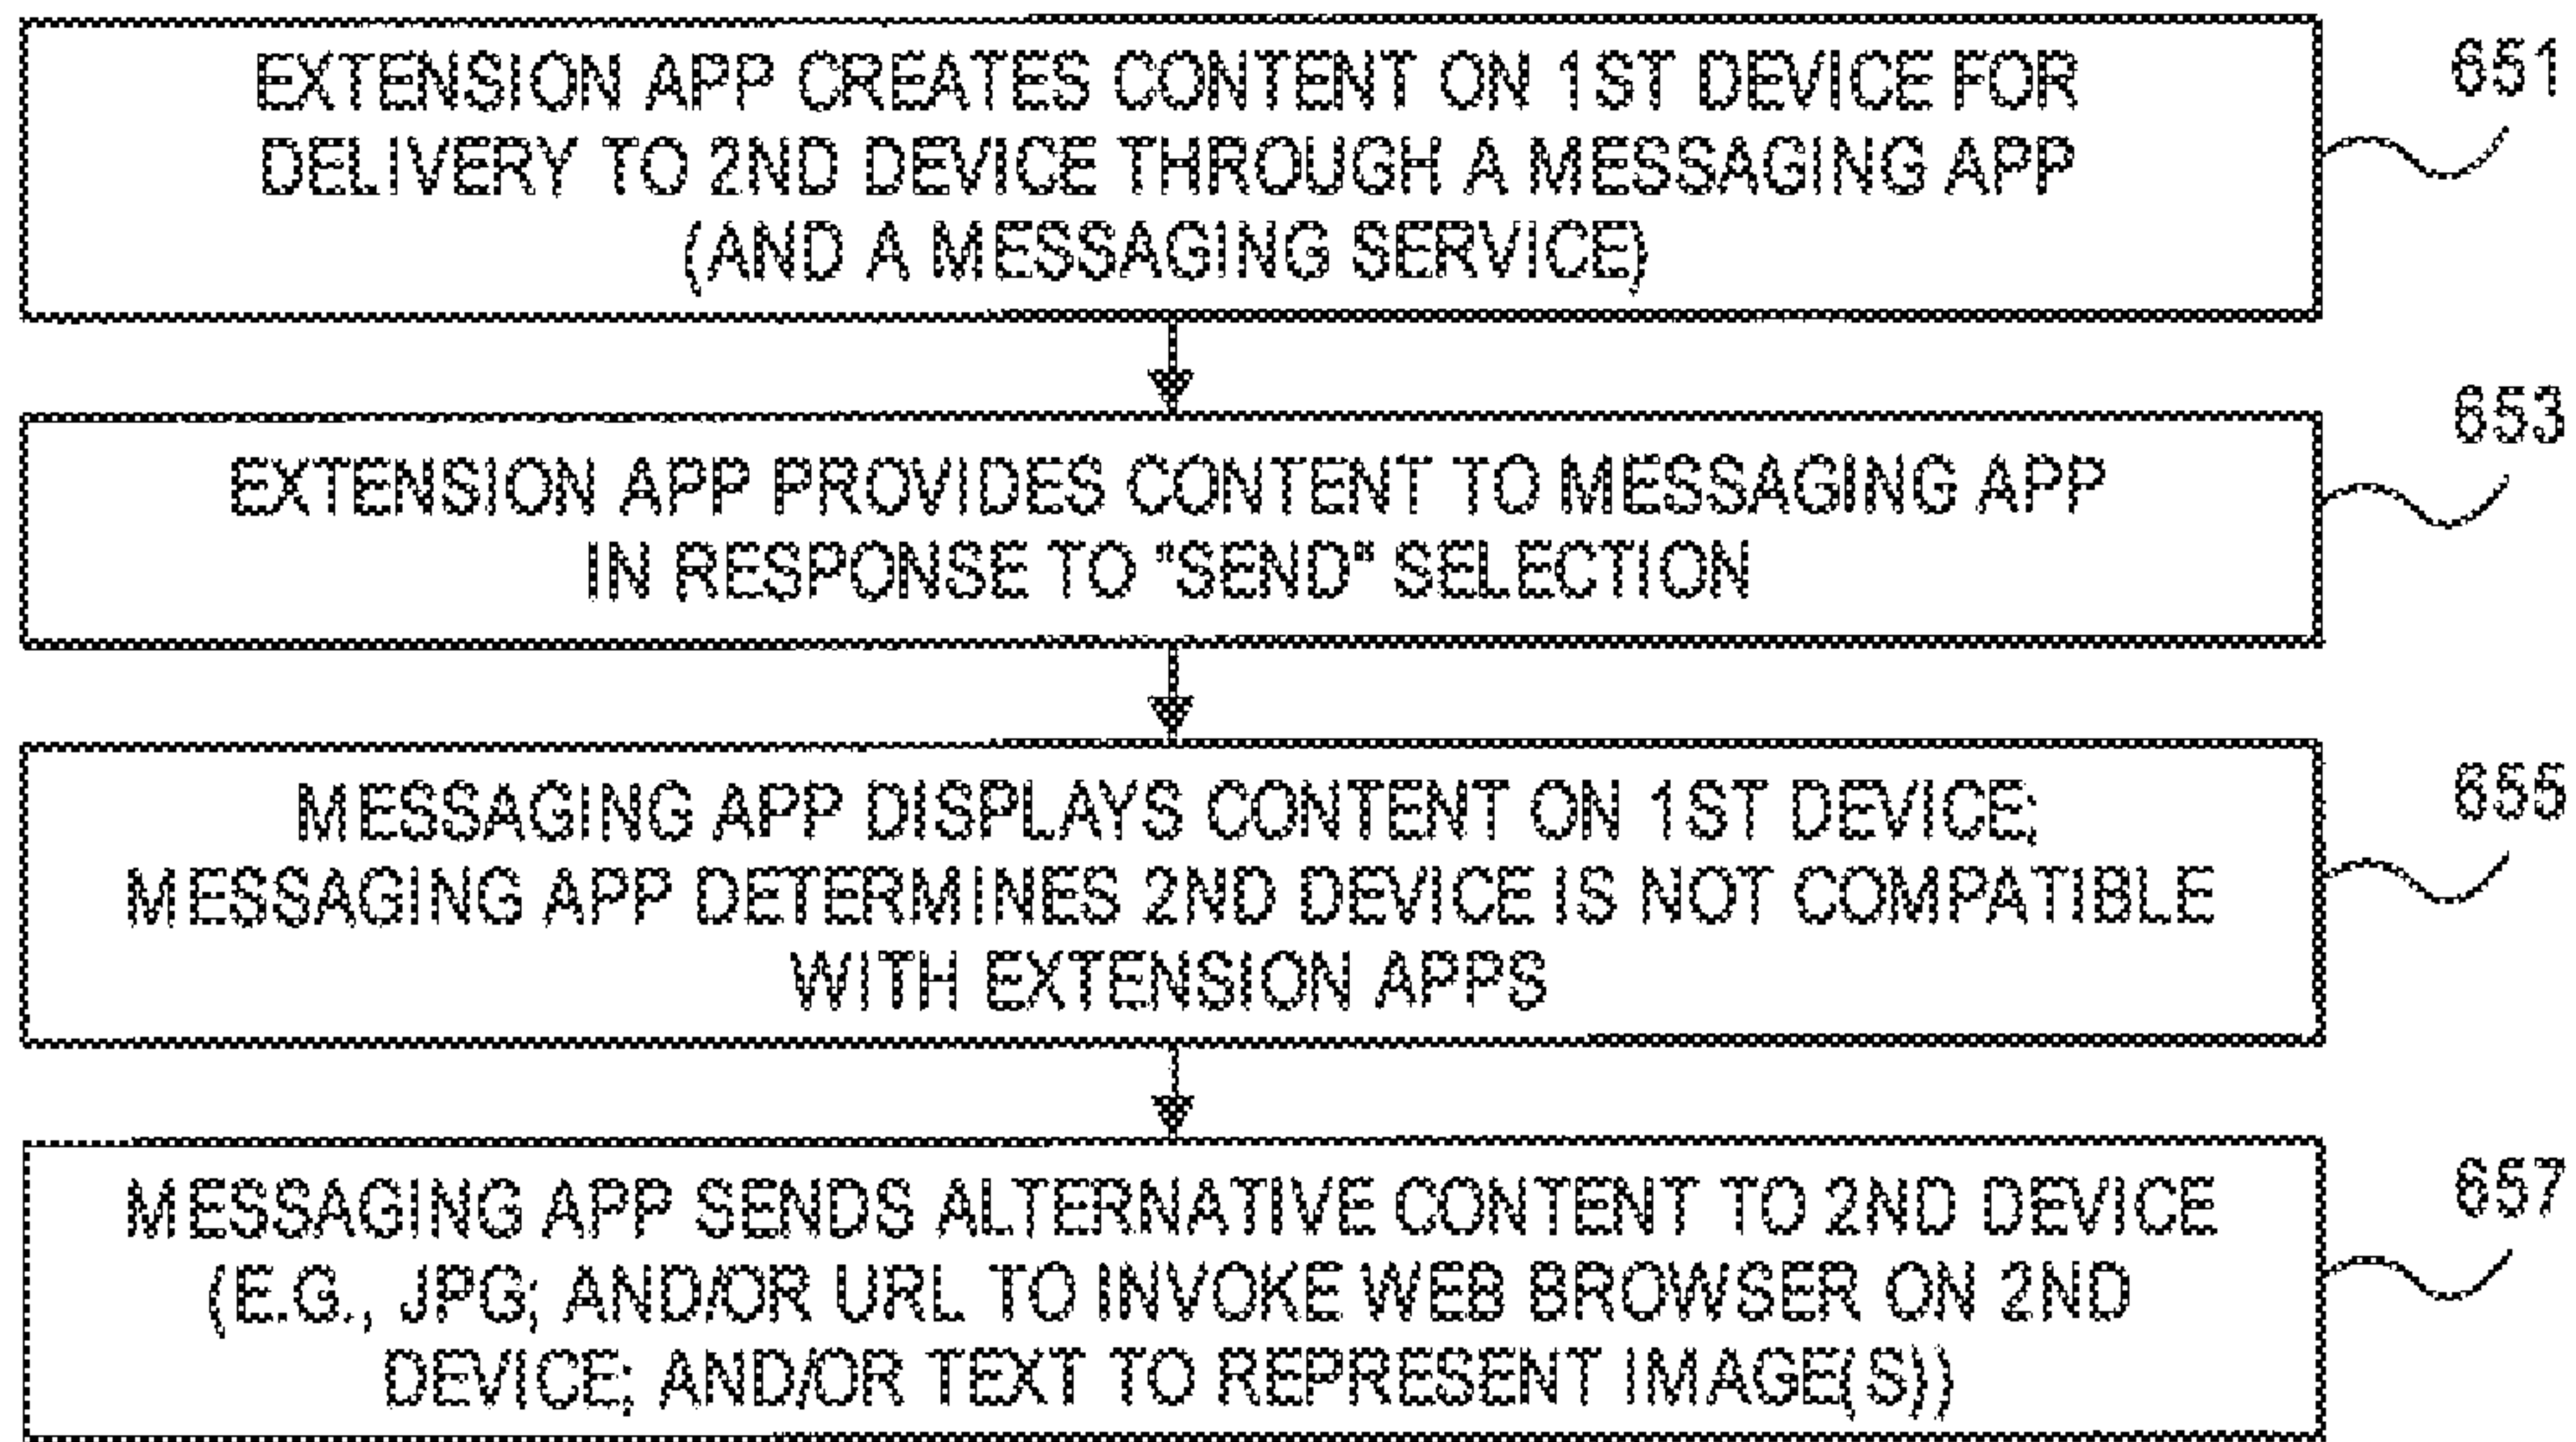 EXTENSION APP CREATES CONTENT ON 1ST DEVICE FOR
DELIVERY TO 2ND DEVICE THROUGH A MESSAGING APP
(AND A MESSAGING SERVICE)
651
EXTENSION APP PROVIDES CONTENT TO MESSAGING APP
IN RESPONSE TO "SEND" SELECTION
653
MESSAGING APP DISPLAYS CONTENT ON 1ST DEVICE;
MESSAGING APP DETERMINES 2ND DEVICE IS NOT COMPATIBLE
WITH EXTENSION APPS
655
MESSAGING APP SENDS ALTERNATIVE CONTENT TO 2ND DEVICE
(E.G., JPG; AND/OR URL TO INVOKE WEB BROWSER ON 2ND
DEVICE; AND/OR TEXT TO REPRESENT IMAGE(S))
657